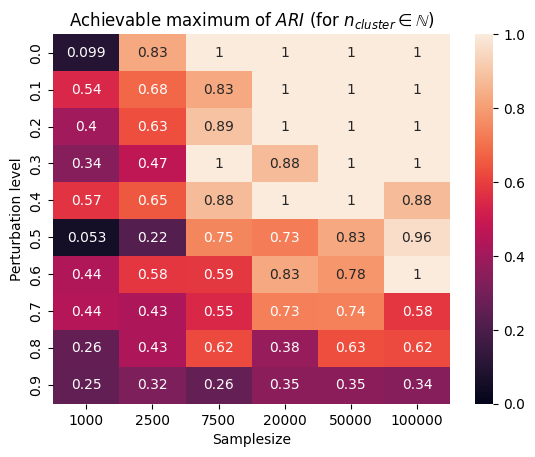 Achievable maximum of ARI (for n_cluster ∈ ℕ)
Perturbation level
0.0 0.099 0.83 1 1 1 1
0.1 0.54 0.68 0.83 1 1 1
0.2 0.4 0.63 0.89 1 1 1
0.3 0.34 0.47 1 0.88 1 1
0.4 0.57 0.65 0.88 1 1 0.88
0.5 0.053 0.22 0.75 0.73 0.83 0.96
0.6 0.44 0.58 0.59 0.83 0.78 1
0.7 0.44 0.43 0.55 0.73 0.74 0.58
0.8 0.26 0.43 0.62 0.38 0.63 0.62
0.9 0.25 0.32 0.26 0.35 0.35 0.34
1000 2500 7500 20000 50000 100000
Samplesize
1.0
0.8
0.6
0.4
0.2
0.0